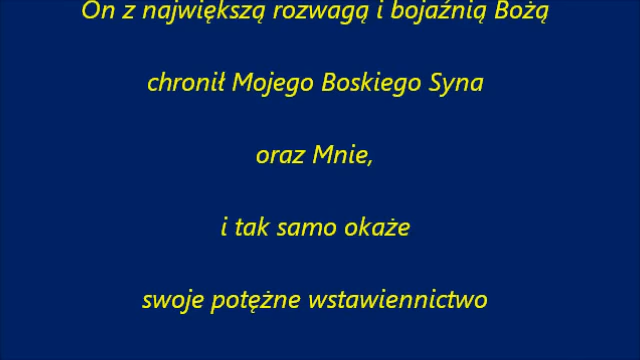 On z największą rozwagą i bojaźnią Bożą
chronił Mojego Boskiego Syna
oraz Mnie,
i tak samo okaże
swoje potężne wstawiennictwo